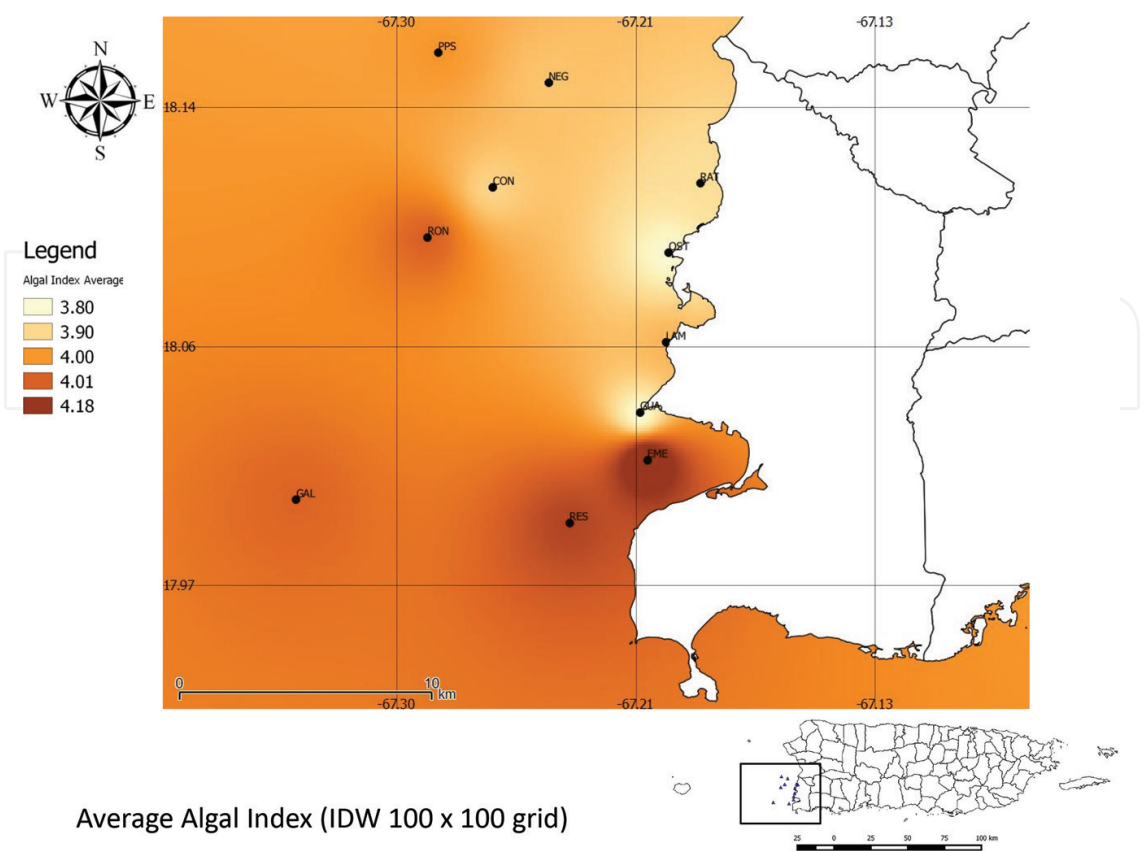 -67.30 -67.21 -67.13
N
W E
S
PPS
NEG
18.14
CON
RAT
RON
OST
Legend
Algal Index Average
3.80
3.90
4.00
4.01
4.18
LAM
18.06
GUA
EME
GAL
RES
17.97
0 10
km
-67.30 -67.21 -67.13
Average Algal Index (IDW 100 x 100 grid)
25 0 25 50 75 100 km